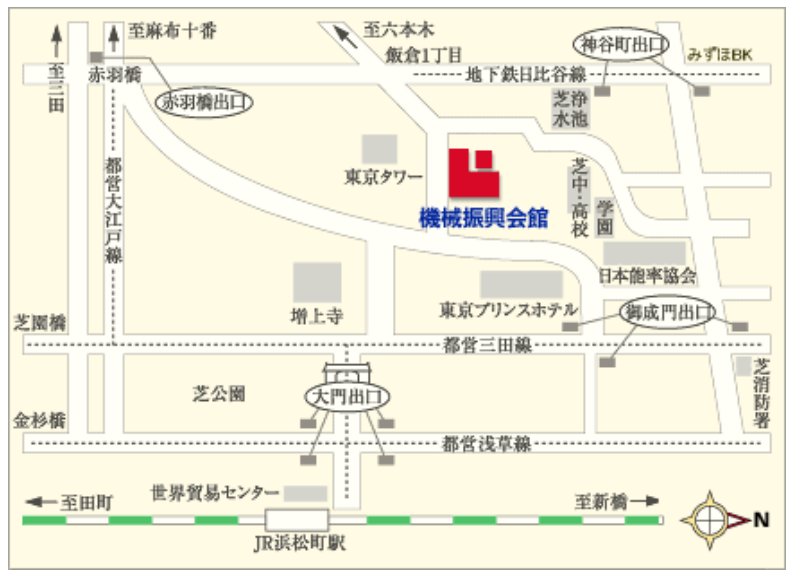 至麻布十番
至六本木
飯倉1丁目
神谷町出口
みずほBK
至三田
赤羽橋
地下鉄日比谷線
赤羽橋出口
芝浄水池
東京タワー
都営大江戸線
芝中・高校
学園
機械振興会館
日本能率協会
増上寺
東京プリンスホテル
御成門出口
芝園橋
都営三田線
芝消防署
芝公園
大門出口
金杉橋
都営浅草線
世界貿易センター
至田町
至新橋
N
JR浜松町駅